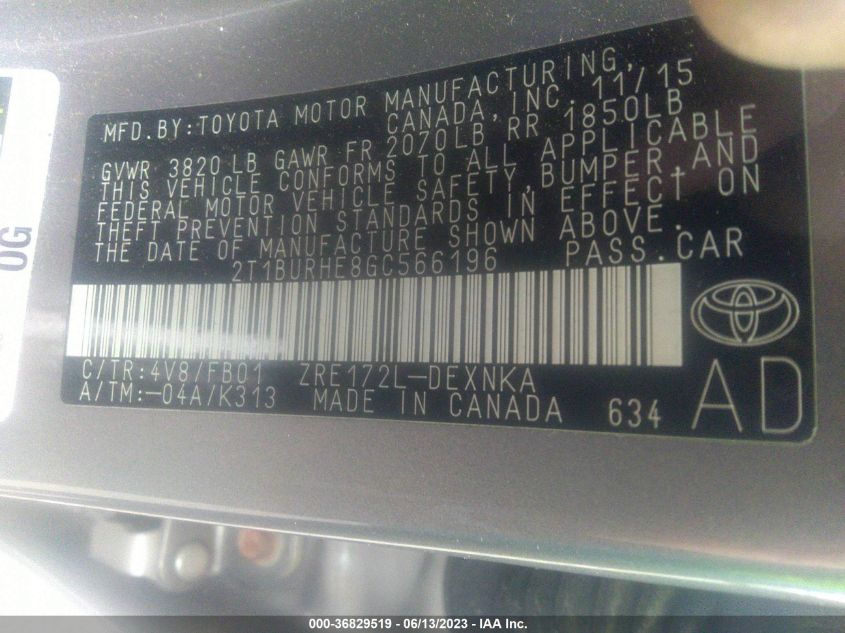 MFD.BY:TOYOTA MOTOR MANUFACTURING,
CANADA, INC. 11/15
GVWR 3820 LB GAWR FR 2070LB RR 1850LB
THIS VEHICLE CONFORMS TO ALL APPLICABLE
FEDERAL MOTOR VEHICLE SAFETY,BUMPER,AND
THEFT PREVENTION STANDARDS IN EFFECT ON
THE DATE OF MANUFACTURE SHOWN ABOVE.
2T1BURHE8GC566196 PASS.CAR
C/TR:4V8/FB01 ZRE172L-DEXNKA
A/TM:-04A/K313 MADE IN CANADA 634
AD
OG
000-36829519 - 06/13/2023 - IAA Inc.